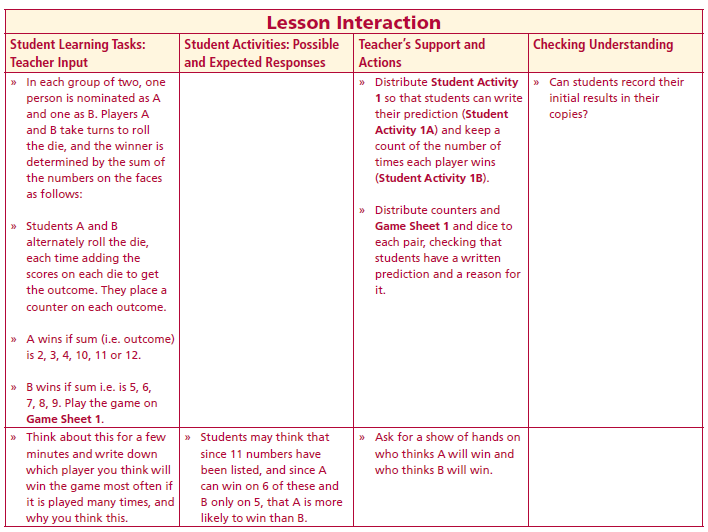 Lesson Interaction
Student Learning Tasks:
Teacher Input
Student Activities: Possible
and Expected Responses
Teacher's Support and
Actions
Checking Understanding
» In each group of two, one
person is nominated as A
and one as B. Players A
and B take turns to roll
the die, and the winner is
determined by the sum of
the numbers on the faces
as follows:
» Students A and B
alternately roll the die,
each time adding the
scores on each die to get
the outcome. They place a
counter on each outcome.
» A wins if sum (i.e. outcome)
is 2, 3, 4, 10, 11 or 12.
» B wins if sum i.e. is 5, 6,
7, 8, 9. Play the game on
Game Sheet 1.
» Distribute Student Activity
1 so that students can write
their prediction (Student
Activity 1A) and keep a
count of the number of
times each player wins
(Student Activity 1B).
» Distribute counters and
Game Sheet 1 and dice to
each pair, checking that
students have a written
prediction and a reason for
it.
» Can students record their
initial results in their
copies?
» Think about this for a few
minutes and write down
which player you think will
win the game most often if
it is played many times, and
why you think this.
» Students may think that
since 11 numbers have
been listed, and since A
can win on 6 of these and
B only on 5, that A is more
likely to win than B.
» Ask for a show of hands on
who thinks A will win and
who thinks B will win.